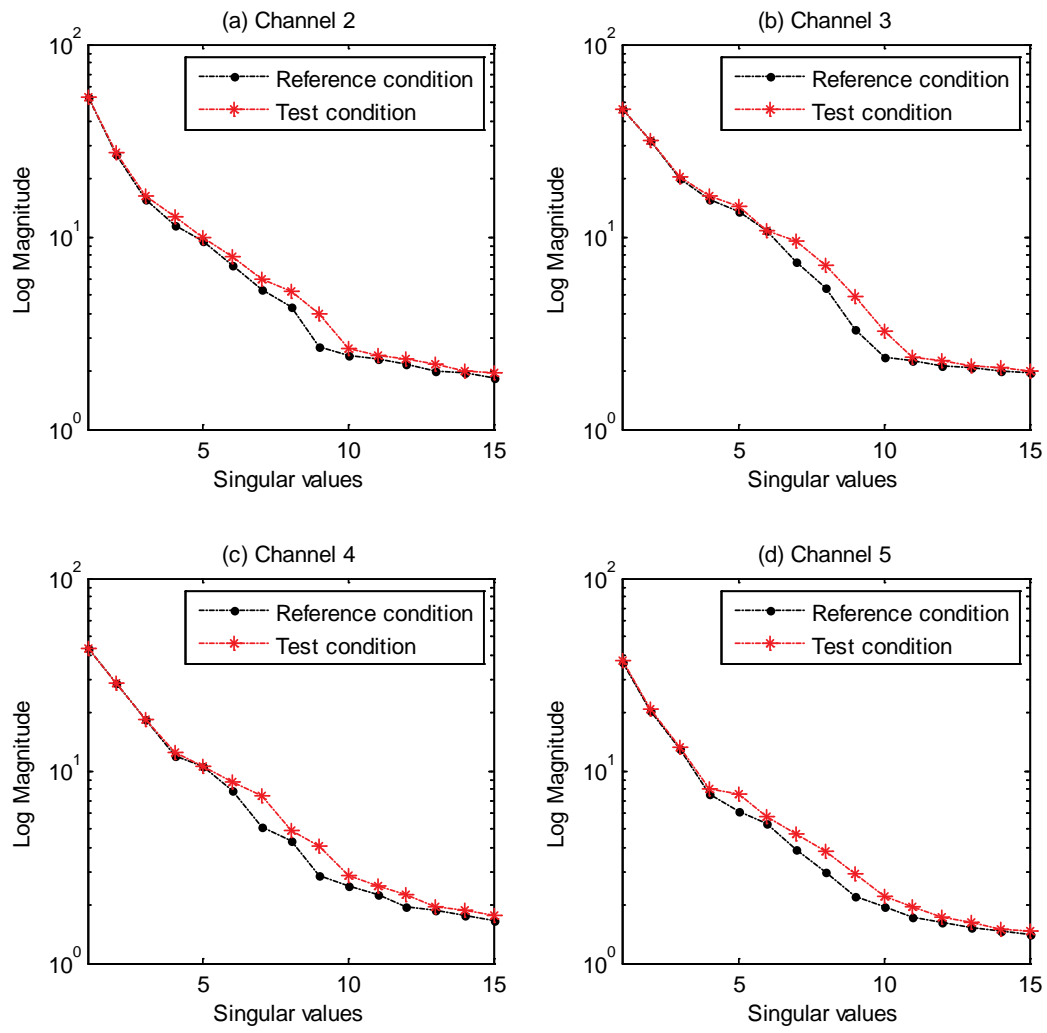 (a) Channel 2
10^2
10^1
10^0
Log Magnitude
Reference condition
Test condition
5
10
15
Singular values
(b) Channel 3
10^2
10^1
10^0
Log Magnitude
Reference condition
Test condition
5
10
15
Singular values
(c) Channel 4
10^2
10^1
10^0
Log Magnitude
Reference condition
Test condition
5
10
15
Singular values
(d) Channel 5
10^2
10^1
10^0
Log Magnitude
Reference condition
Test condition
5
10
15
Singular values